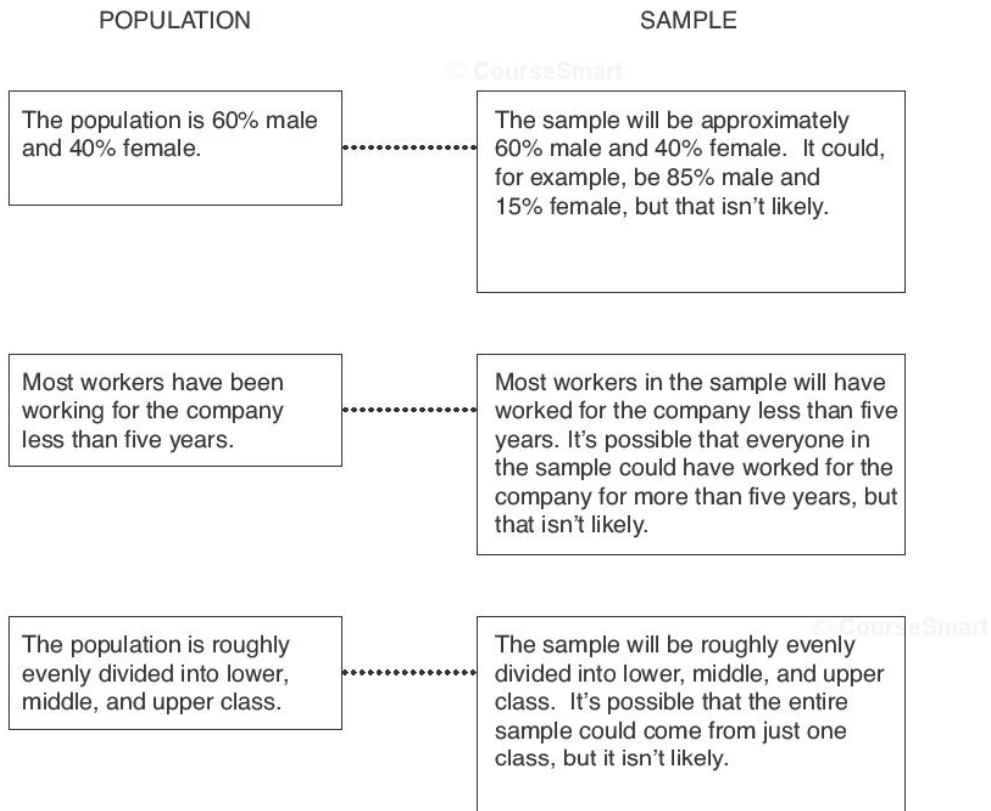 POPULATION
SAMPLE
© CourseSmart
The population is 60% male
and 40% female.
The sample will be approximately
60% male and 40% female.  It could,
for example, be 85% male and
15% female, but that isn't likely.
Most workers have been
working for the company
less than five years.
Most workers in the sample will have
worked for the company less than five
years. It's possible that everyone in
the sample could have worked for the
company for more than five years, but
that isn't likely.
The population is roughly
evenly divided into lower,
middle, and upper class.
© CourseSmart
The sample will be roughly evenly
divided into lower, middle, and upper
class.  It's possible that the entire
sample could come from just one
class, but it isn't likely.